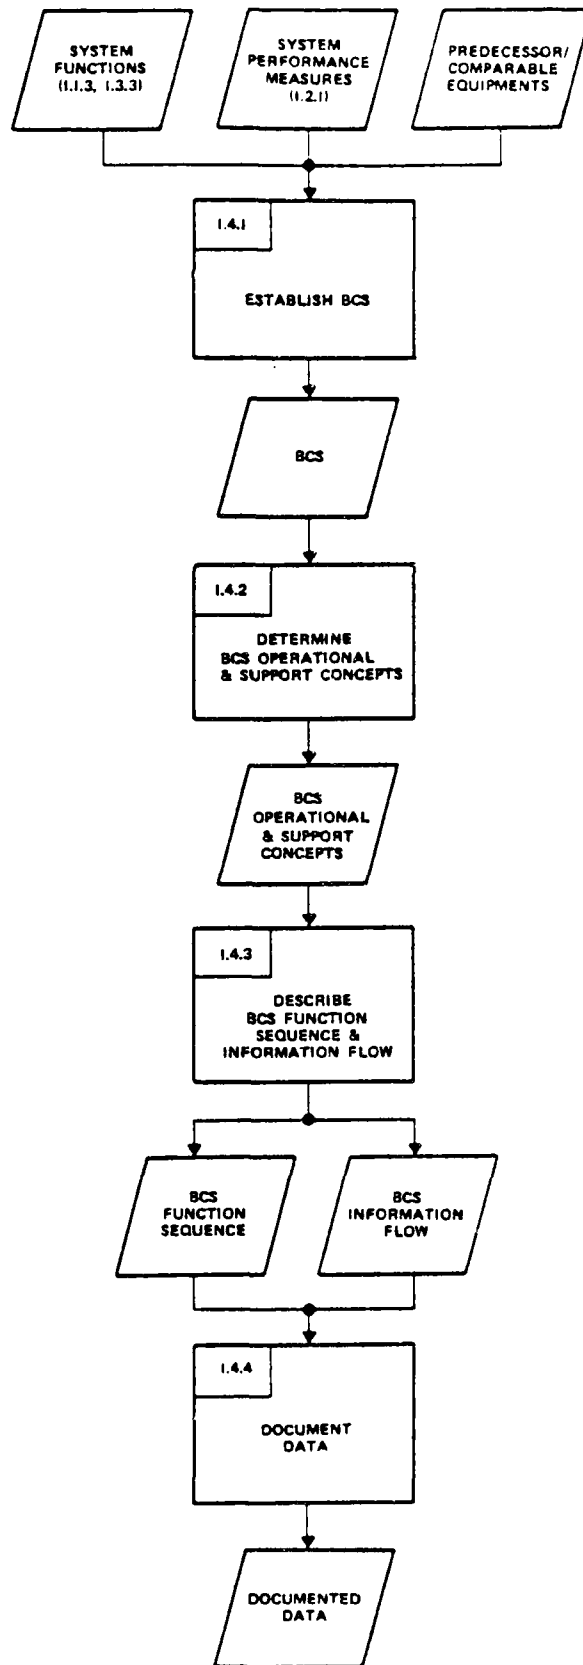 SYSTEM
FUNCTIONS
(1.1.3, 1.3.3)
SYSTEM
PERFORMANCE
MEASURES
(1.2.1)
PREDECESSOR/
COMPARABLE
EQUIPMENTS
1.4.1
ESTABLISH BCS
BCS
1.4.2
DETERMINE
BCS OPERATIONAL
& SUPPORT CONCEPTS
BCS
OPERATIONAL
& SUPPORT
CONCEPTS
1.4.3
DESCRIBE
BCS FUNCTION
SEQUENCE &
INFORMATION FLOW
BCS
FUNCTION
SEQUENCE
BCS
INFORMATION
FLOW
1.4.4
DOCUMENT
DATA
DOCUMENTED
DATA